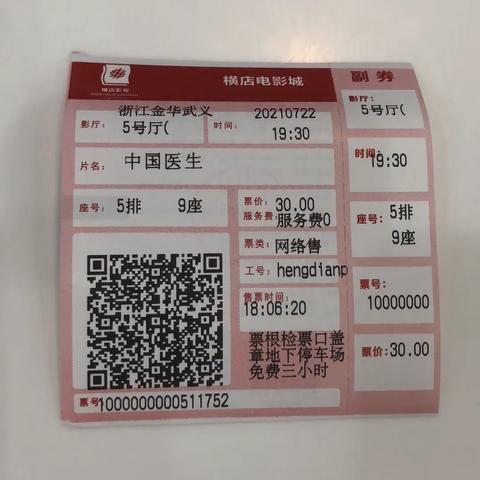 横店影视
横店电影城
副券
浙江金华武义
影厅: 5号厅(
时间: 20210722
19:30
片名: 中国医生
座号: 5排 9座
票价: 30.00
服务费: 服务费0
票类: 网络售
工号: hengdianp
售票时间:
18:06:20
票根检票口盖
章地下停车场
免费三小时
票号: 1000000000511752
影厅:
5号厅(
时间:
19:30
座号: 5排
9座
票号:
10000000
票价: 30.00